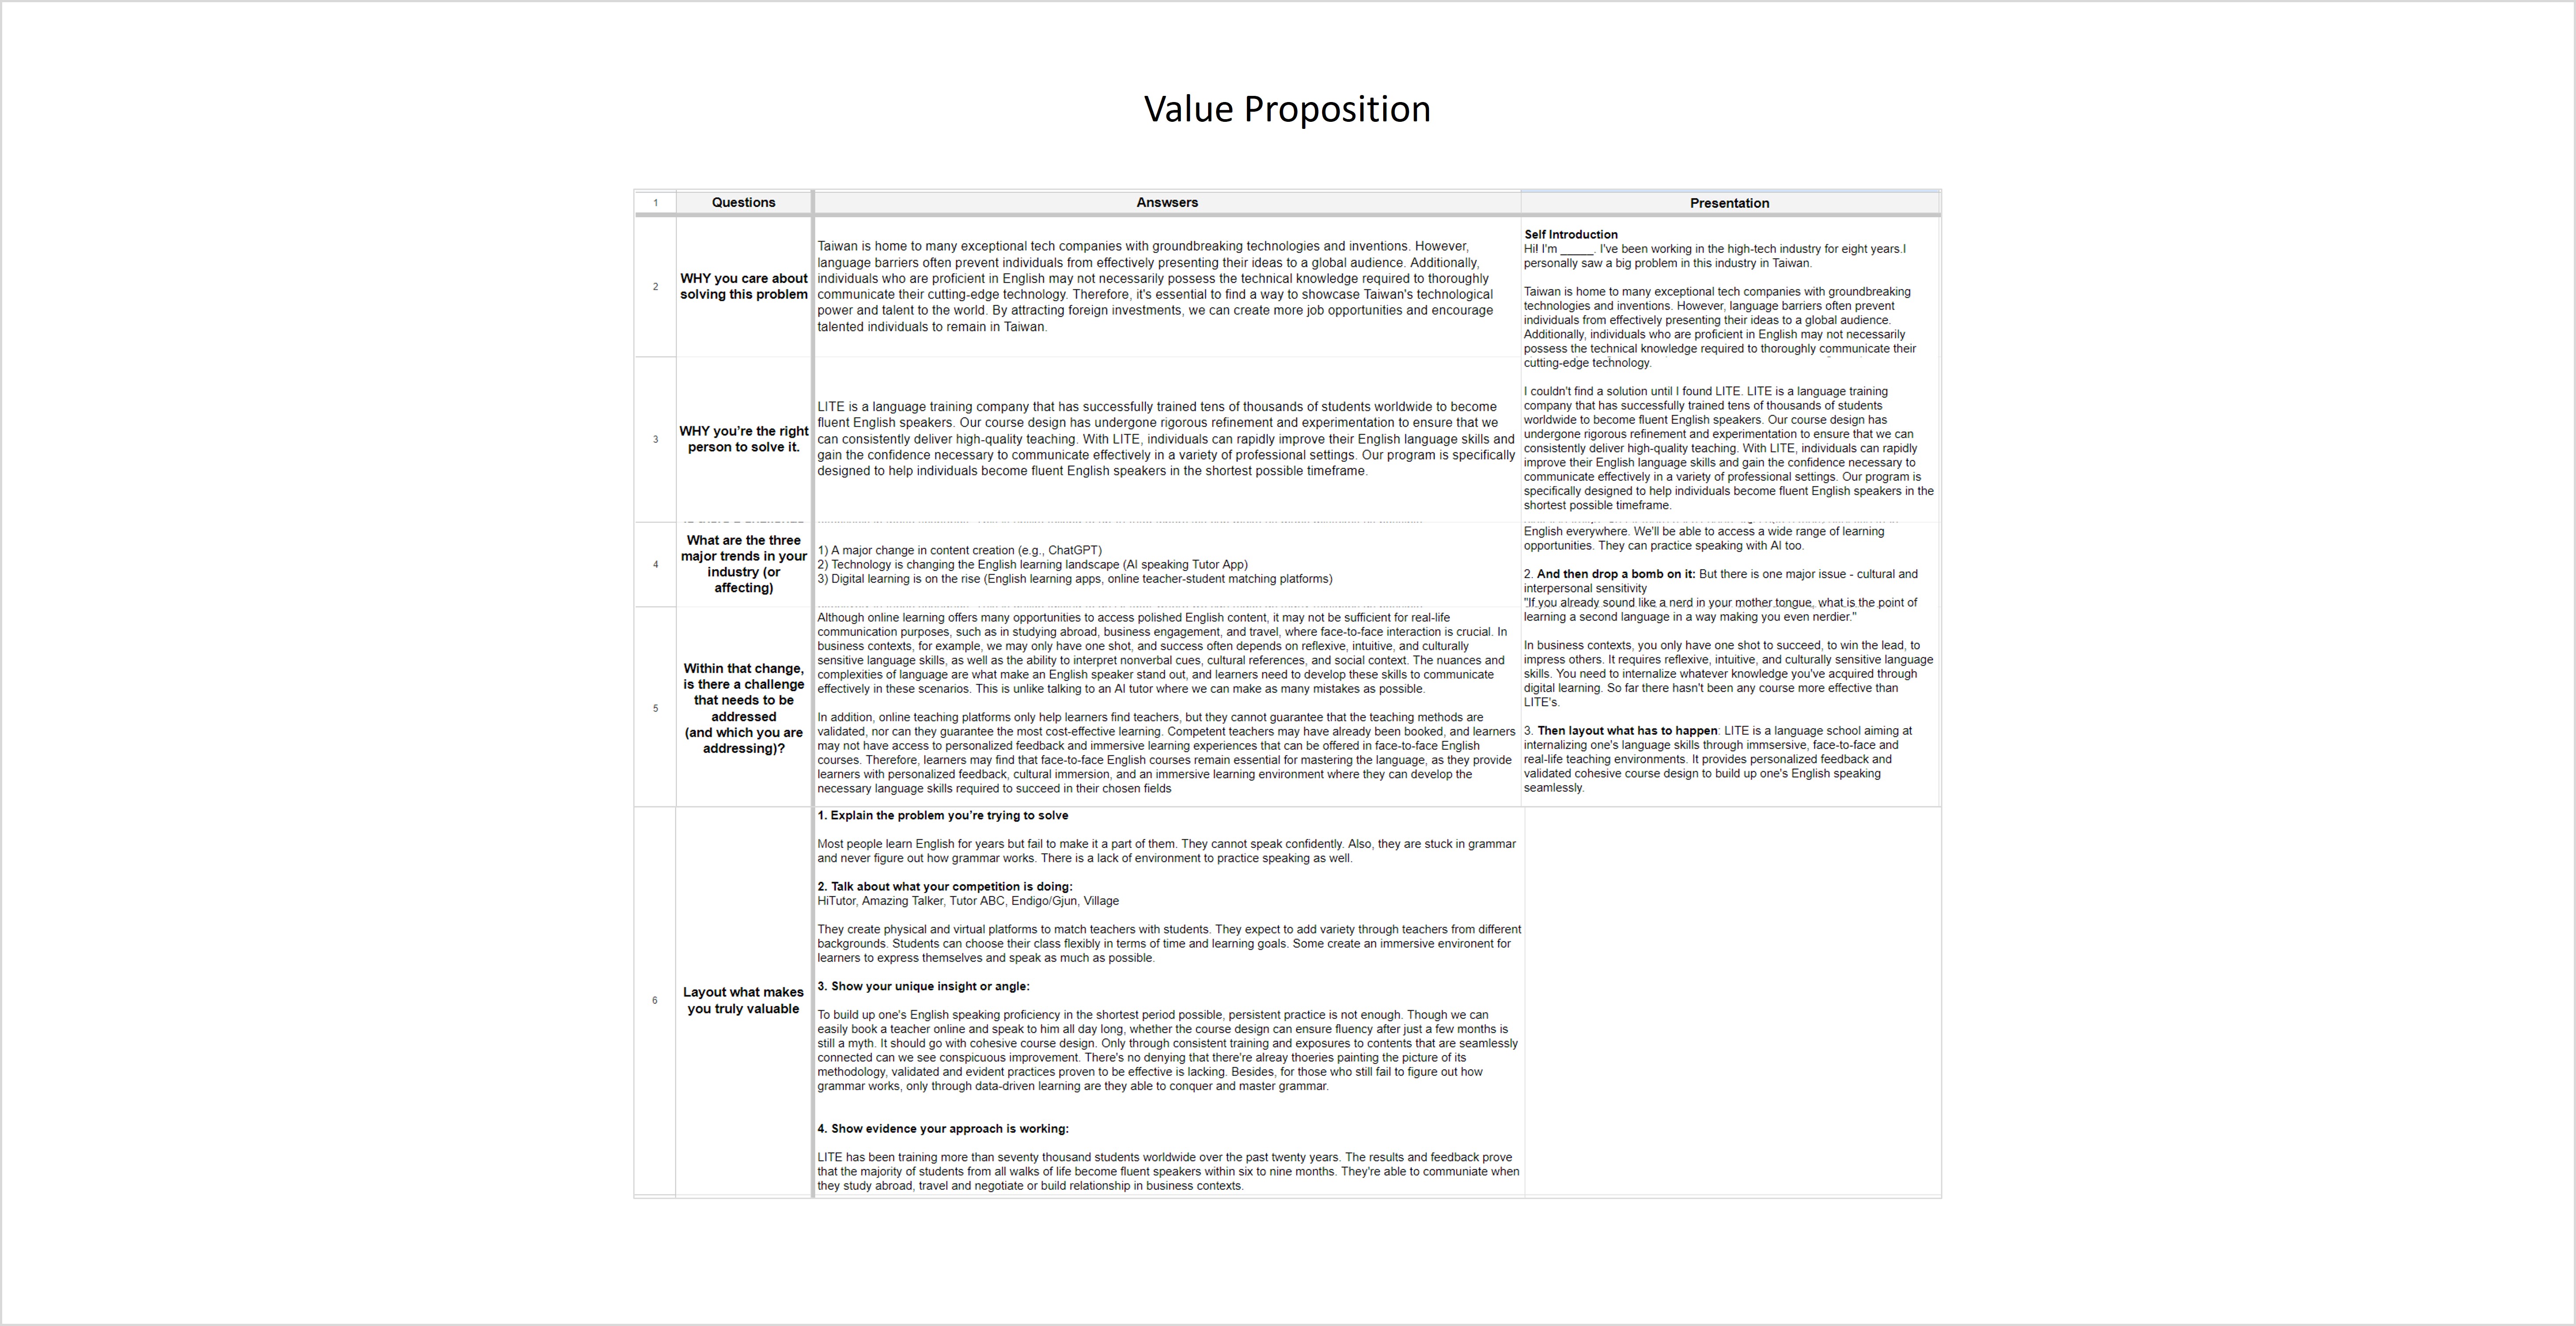 Value Proposition
1
Questions
Answsers
Presentation
2
WHY you care about
solving this problem
Taiwan is home to many exceptional tech companies with groundbreaking technologies and inventions. However,
language barriers often prevent individuals from effectively presenting their ideas to a global audience. Additionally,
individuals who are proficient in English may not necessarily possess the technical knowledge required to thoroughly
communicate their cutting-edge technology. Therefore, it's essential to find a way to showcase Taiwan's technological
power and talent to the world. By attracting foreign investments, we can create more job opportunities and encourage
talented individuals to remain in Taiwan.
Self Introduction
Hi! I'm _____. I've been working in the high-tech industry for eight years.I
personally saw a big problem in this industry in Taiwan.
Taiwan is home to many exceptional tech companies with groundbreaking
technologies and inventions. However, language barriers often prevent
individuals from effectively presenting their ideas to a global audience.
Additionally, individuals who are proficient in English may not necessarily
possess the technical knowledge required to thoroughly communicate their
cutting-edge technology.
3
WHY you're the right
person to solve it.
LITE is a language training company that has successfully trained tens of thousands of students worldwide to become
fluent English speakers. Our course design has undergone rigorous refinement and experimentation to ensure that we
can consistently deliver high-quality teaching. With LITE, individuals can rapidly improve their English language skills and
gain the confidence necessary to communicate effectively in a variety of professional settings. Our program is specifically
designed to help individuals become fluent English speakers in the shortest possible timeframe.
I couldn't find a solution until I found LITE. LITE is a language training
company that has successfully trained tens of thousands of students
worldwide to become fluent English speakers. Our course design has
undergone rigorous refinement and experimentation to ensure that we can
consistently deliver high-quality teaching. With LITE, individuals can rapidly
improve their English language skills and gain the confidence necessary to
communicate effectively in a variety of professional settings. Our program is
specifically designed to help individuals become fluent English speakers in the
shortest possible timeframe.
4
What are the three
major trends in your
industry (or
affecting)
1) A major change in content creation (e.g., ChatGPT)
2) Technology is changing the English learning landscape (AI speaking Tutor App)
3) Digital learning is on the rise (English learning apps, online teacher-student matching platforms)
English everywhere. We'll be able to access a wide range of learning
opportunities. They can practice speaking with AI too.
2. And then drop a bomb on it: But there is one major issue - cultural and
interpersonal sensitivity
"If you already sound like a nerd in your mother tongue, what is the point of
learning a second language in a way making you even nerdier."
5
Within that change,
is there a challenge
that needs to be
addressed
(and which you are
addressing)?
Although online learning offers many opportunities to access polished English content, it may not be sufficient for real-life
communication purposes, such as in studying abroad, business engagement, and travel, where face-to-face interaction is crucial. In
business contexts, for example, we may only have one shot, and success often depends on reflexive, intuitive, and culturally
sensitive language skills, as well as the ability to interpret nonverbal cues, cultural references, and social context. The nuances and
complexities of language are what make an English speaker stand out, and learners need to develop these skills to communicate
effectively in these scenarios. This is unlike talking to an AI tutor where we can make as many mistakes as possible.
In addition, online teaching platforms only help learners find teachers, but they cannot guarantee that the teaching methods are
validated, nor can they guarantee the most cost-effective learning. Competent teachers may have already been booked, and learners
may not have access to personalized feedback and immersive learning experiences that can be offered in face-to-face English
courses. Therefore, learners may find that face-to-face English courses remain essential for mastering the language, as they provide
learners with personalized feedback, cultural immersion, and an immersive learning environment where they can develop the
necessary language skills required to succeed in their chosen fields
In business contexts, you only have one shot to succeed, to win the lead, to
impress others. It requires reflexive, intuitive, and culturally sensitive language
skills. You need to internalize whatever knowledge you've acquired through
digital learning. So far there hasn't been any course more effective than
LITE's.
3. Then layout what has to happen: LITE is a language school aiming at
internalizing one's language skills through immsersive, face-to-face and
real-life teaching environments. It provides personalized feedback and
validated cohesive course design to build up one's English speaking
seamlessly.
6
Layout what makes
you truly valuable
1. Explain the problem you're trying to solve
Most people learn English for years but fail to make it a part of them. They cannot speak confidently. Also, they are stuck in grammar
and never figure out how grammar works. There is a lack of environment to practice speaking as well.
2. Talk about what your competition is doing:
HiTutor, Amazing Talker, Tutor ABC, Endigo/Gjun, Village
They create physical and virtual platforms to match teachers with students. They expect to add variety through teachers from different
backgrounds. Students can choose their class flexibly in terms of time and learning goals. Some create an immersive environent for
learners to express themselves and speak as much as possible.
3. Show your unique insight or angle:
To build up one's English speaking proficiency in the shortest period possible, persistent practice is not enough. Though we can
easily book a teacher online and speak to him all day long, whether the course design can ensure fluency after just a few months is
still a myth. It should go with cohesive course design. Only through consistent training and exposures to contents that are seamlessly
connected can we see conspicuous improvement. There's no denying that there're alreay thoeries painting the picture of its
methodology, validated and evident practices proven to be effective is lacking. Besides, for those who still fail to figure out how
grammar works, only through data-driven learning are they able to conquer and master grammar.
4. Show evidence your approach is working:
LITE has been training more than seventy thousand students worldwide over the past twenty years. The results and feedback prove
that the majority of students from all walks of life become fluent speakers within six to nine months. They're able to communiate when
they study abroad, travel and negotiate or build relationship in business contexts.